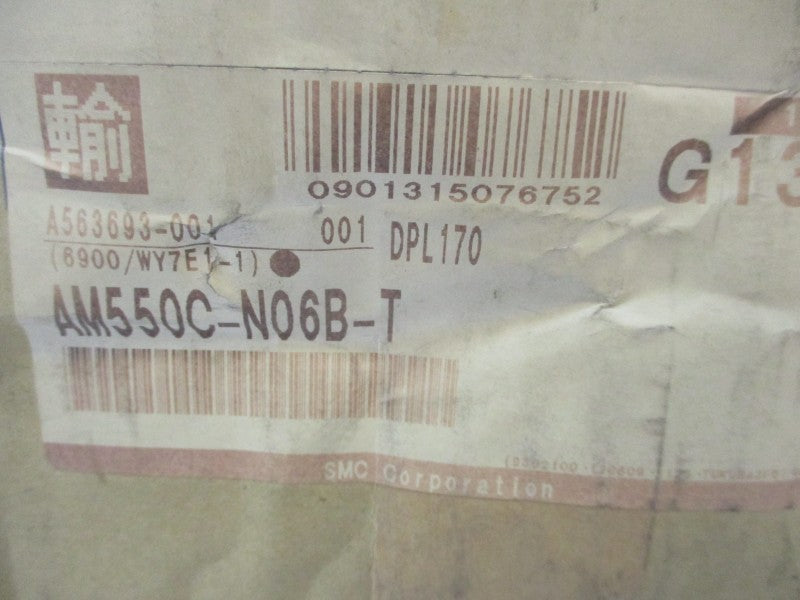 輸
0901315076752
G13
A563693-001 001 DPL170
(6900/WY7E1-1)
AM550C-N06B-T
SMC Corporation